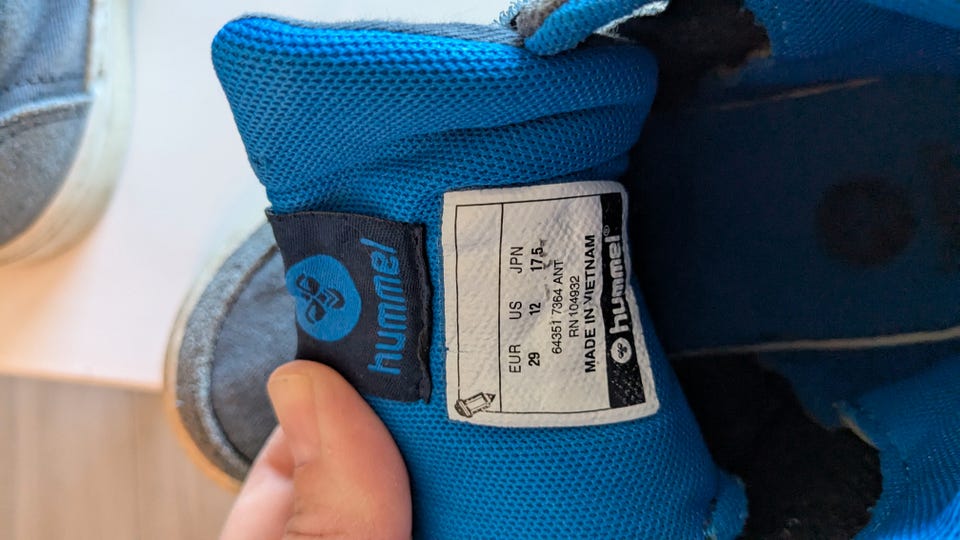 hummel
EUR US JPN
29 12 17.5
64351 7364 ANT
RN 104932
MADE IN VIETNAM
hummel®